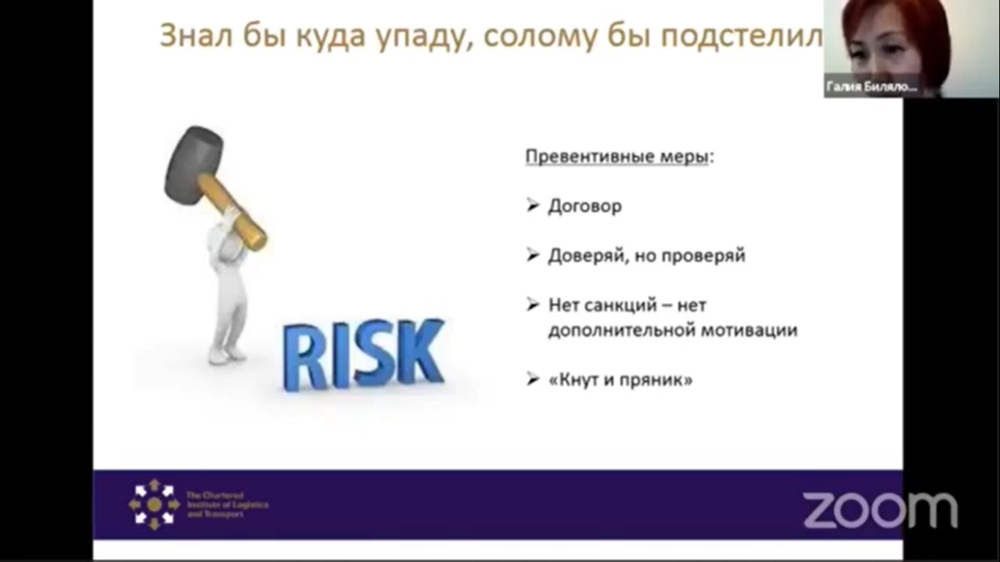 Знал бы куда упаду, солому бы подстелил
Галия Биляло...
Превентивные меры:
Договор
Доверяй, но проверяй
Нет санкций – нет
дополнительной мотивации
«Кнут и пряник»
RISK
The Chartered
Institute of Logistics
and Transport
zoom